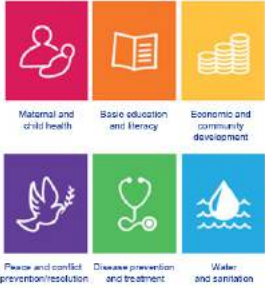 Maternal and
child health
Basic education
and literacy
Economic and
community
development
Peace and conflict
prevention/resolution
Disease prevention
and treatment
Water
and sanitation